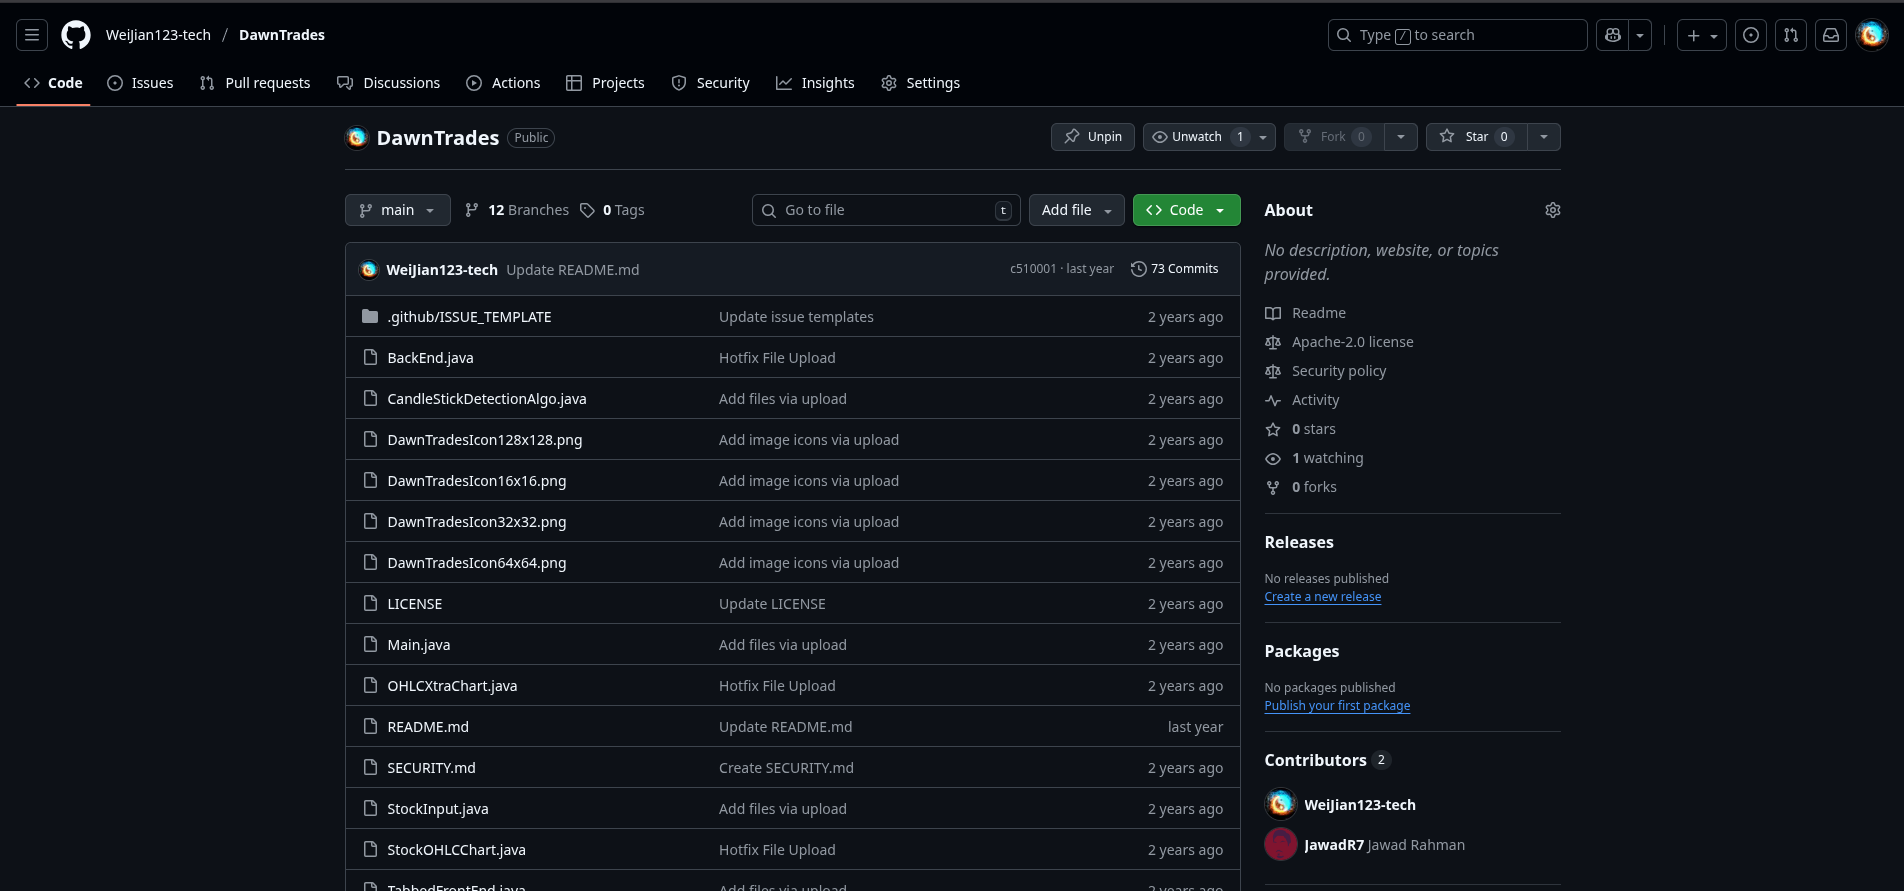 WeiJian123-tech / DawnTrades
Type / to search
Code Issues Pull requests Discussions Actions Projects Security Insights Settings
DawnTrades Public
Unpin Unwatch 1 Fork 0 Star 0
main 12 Branches 0 Tags Go to file t Add file Code
WeiJian123-tech Update README.md c510001 · last year 73 Commits
.github/ISSUE_TEMPLATE Update issue templates 2 years ago
BackEnd.java Hotfix File Upload 2 years ago
CandleStickDetectionAlgo.java Add files via upload 2 years ago
DawnTradesIcon128x128.png Add image icons via upload 2 years ago
DawnTradesIcon16x16.png Add image icons via upload 2 years ago
DawnTradesIcon32x32.png Add image icons via upload 2 years ago
DawnTradesIcon64x64.png Add image icons via upload 2 years ago
LICENSE Update LICENSE 2 years ago
Main.java Add files via upload 2 years ago
OHLCXtraChart.java Hotfix File Upload 2 years ago
README.md Update README.md last year
SECURITY.md Create SECURITY.md 2 years ago
StockInput.java Add files via upload 2 years ago
StockOHLCChart.java Hotfix File Upload 2 years ago
TabbedFrontEnd.java Add files via upload 2 years ago
About
No description, website, or topics
provided.
Readme
Apache-2.0 license
Security policy
Activity
0 stars
1 watching
0 forks
Releases
No releases published
Create a new release
Packages
No packages published
Publish your first package
Contributors 2
WeiJian123-tech
JawadR7 Jawad Rahman